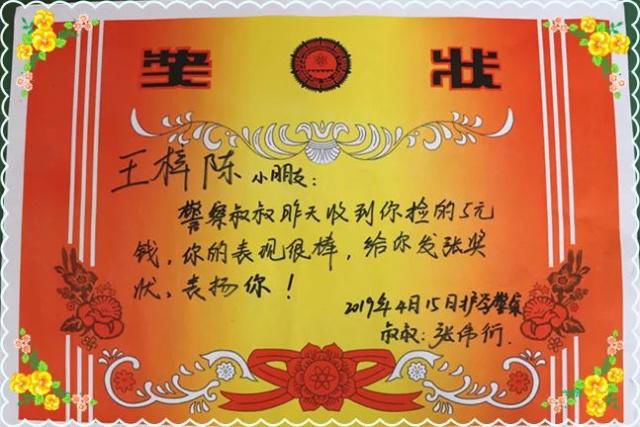 奖 状
王梓陈 小朋友：
警察叔叔昨天收到你捡的5元
钱，你的表现很棒，给你发张奖
状，表扬你！
2019年4月15日护学警察
叔叔：张伟衍